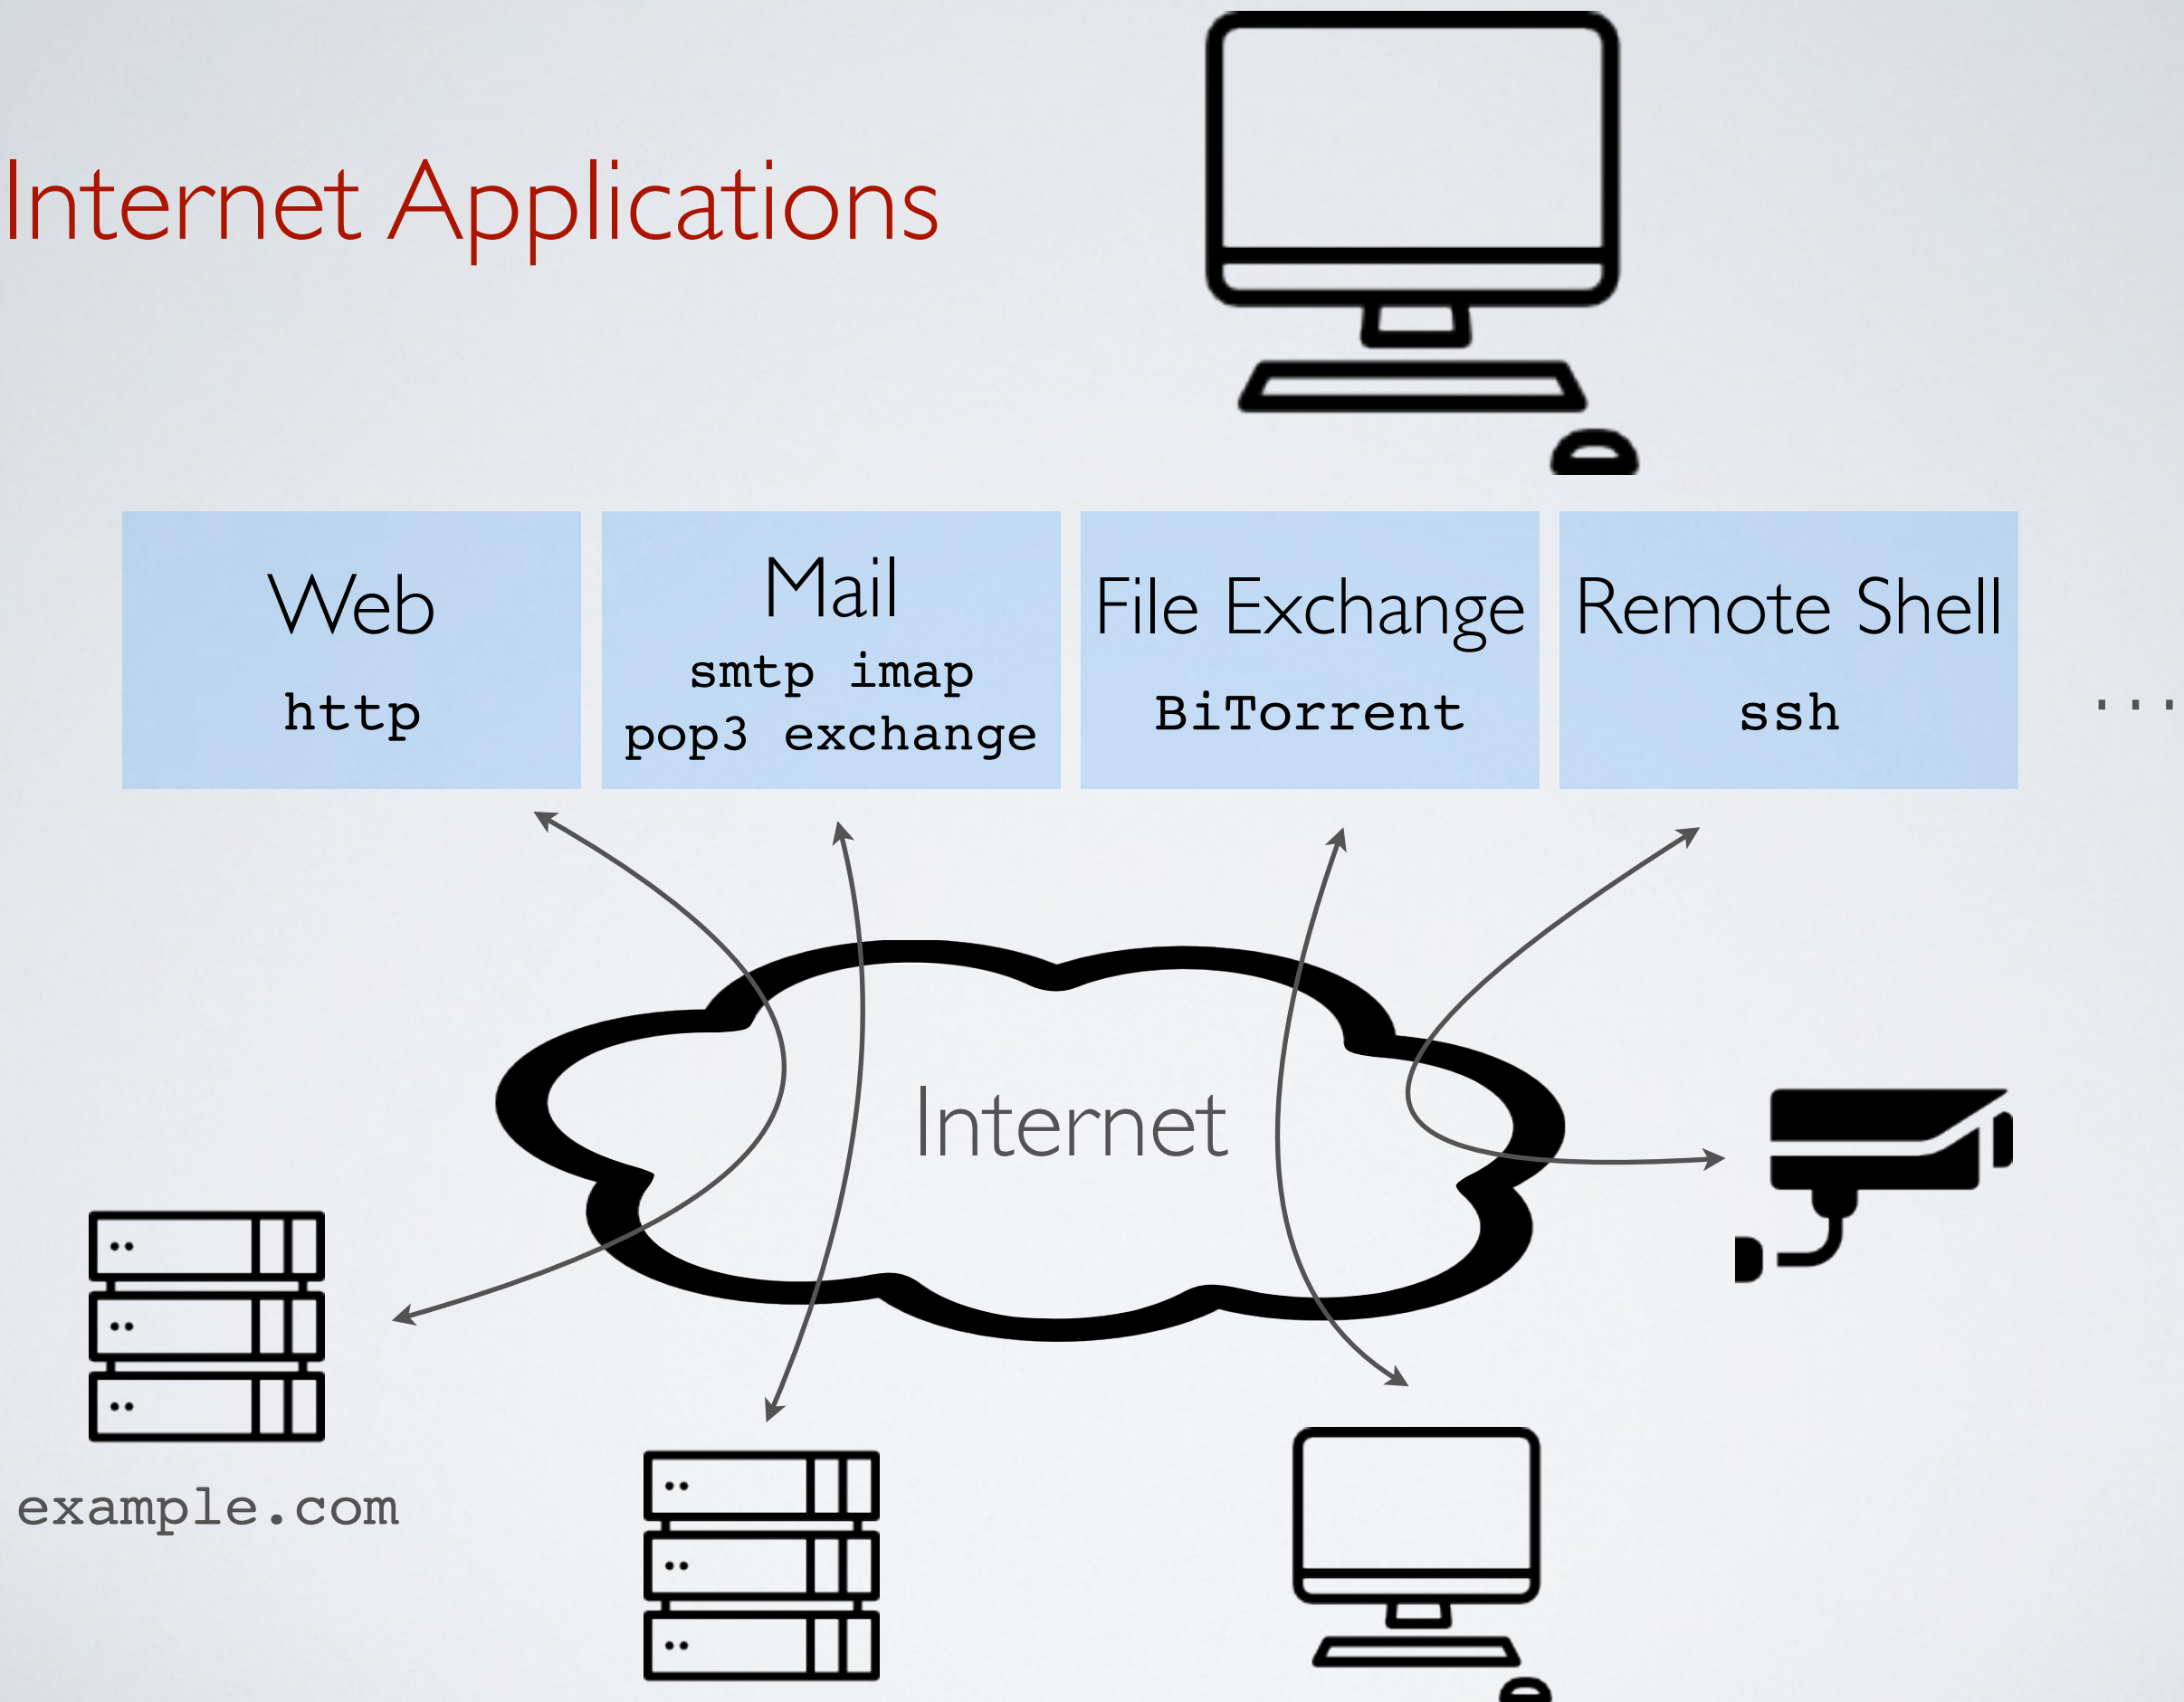 Internet Applications
Web
http
Mail
smtp imap
pop3 exchange
File Exchange
BiTorrent
Remote Shell
ssh
...
Internet
example.com